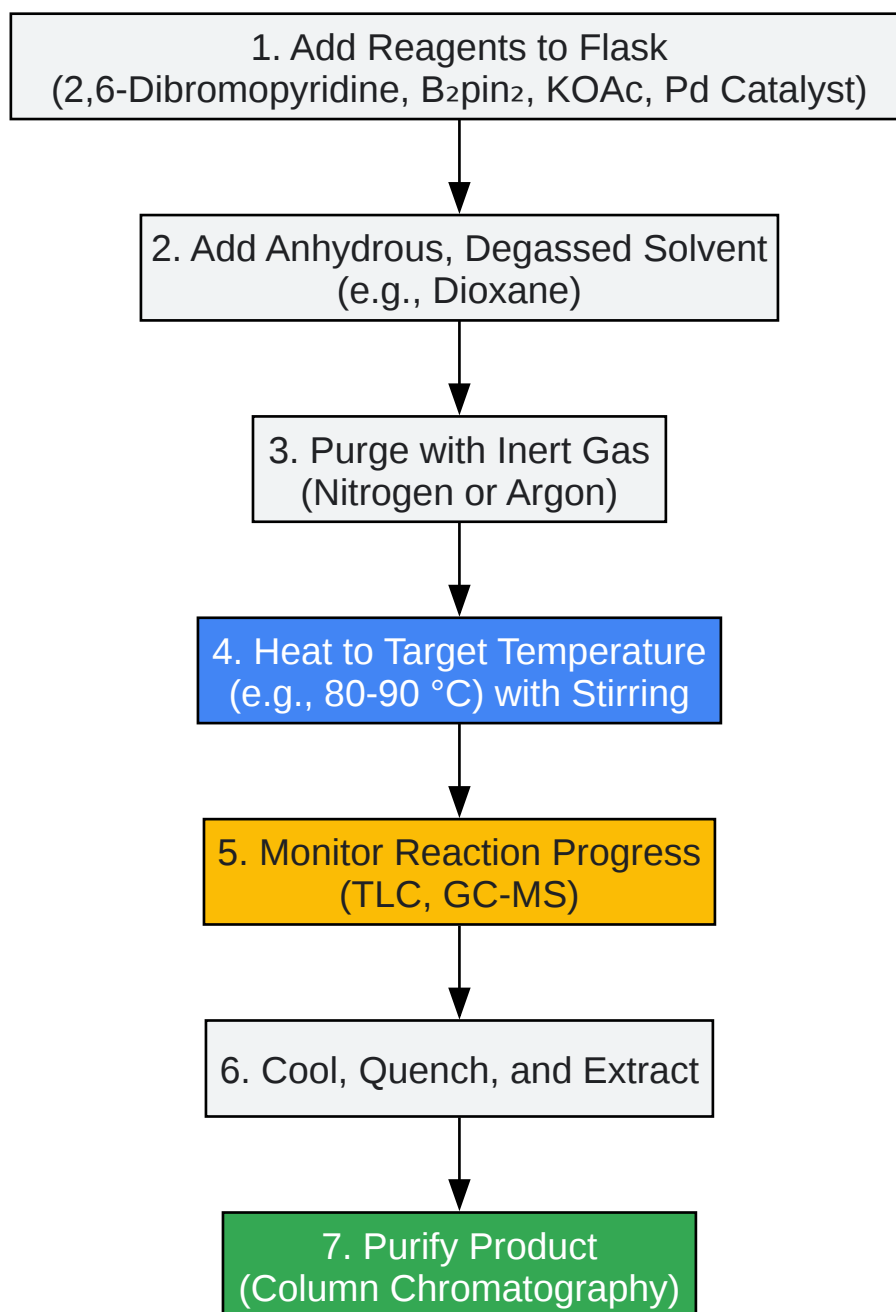 1. Add Reagents to Flask
(2,6-Dibromopyridine, B₂pin₂, KOAc, Pd Catalyst)
2. Add Anhydrous, Degassed Solvent
(e.g., Dioxane)
3. Purge with Inert Gas
(Nitrogen or Argon)
4. Heat to Target Temperature
(e.g., 80-90 °C) with Stirring
5. Monitor Reaction Progress
(TLC, GC-MS)
6. Cool, Quench, and Extract
7. Purify Product
(Column Chromatography)